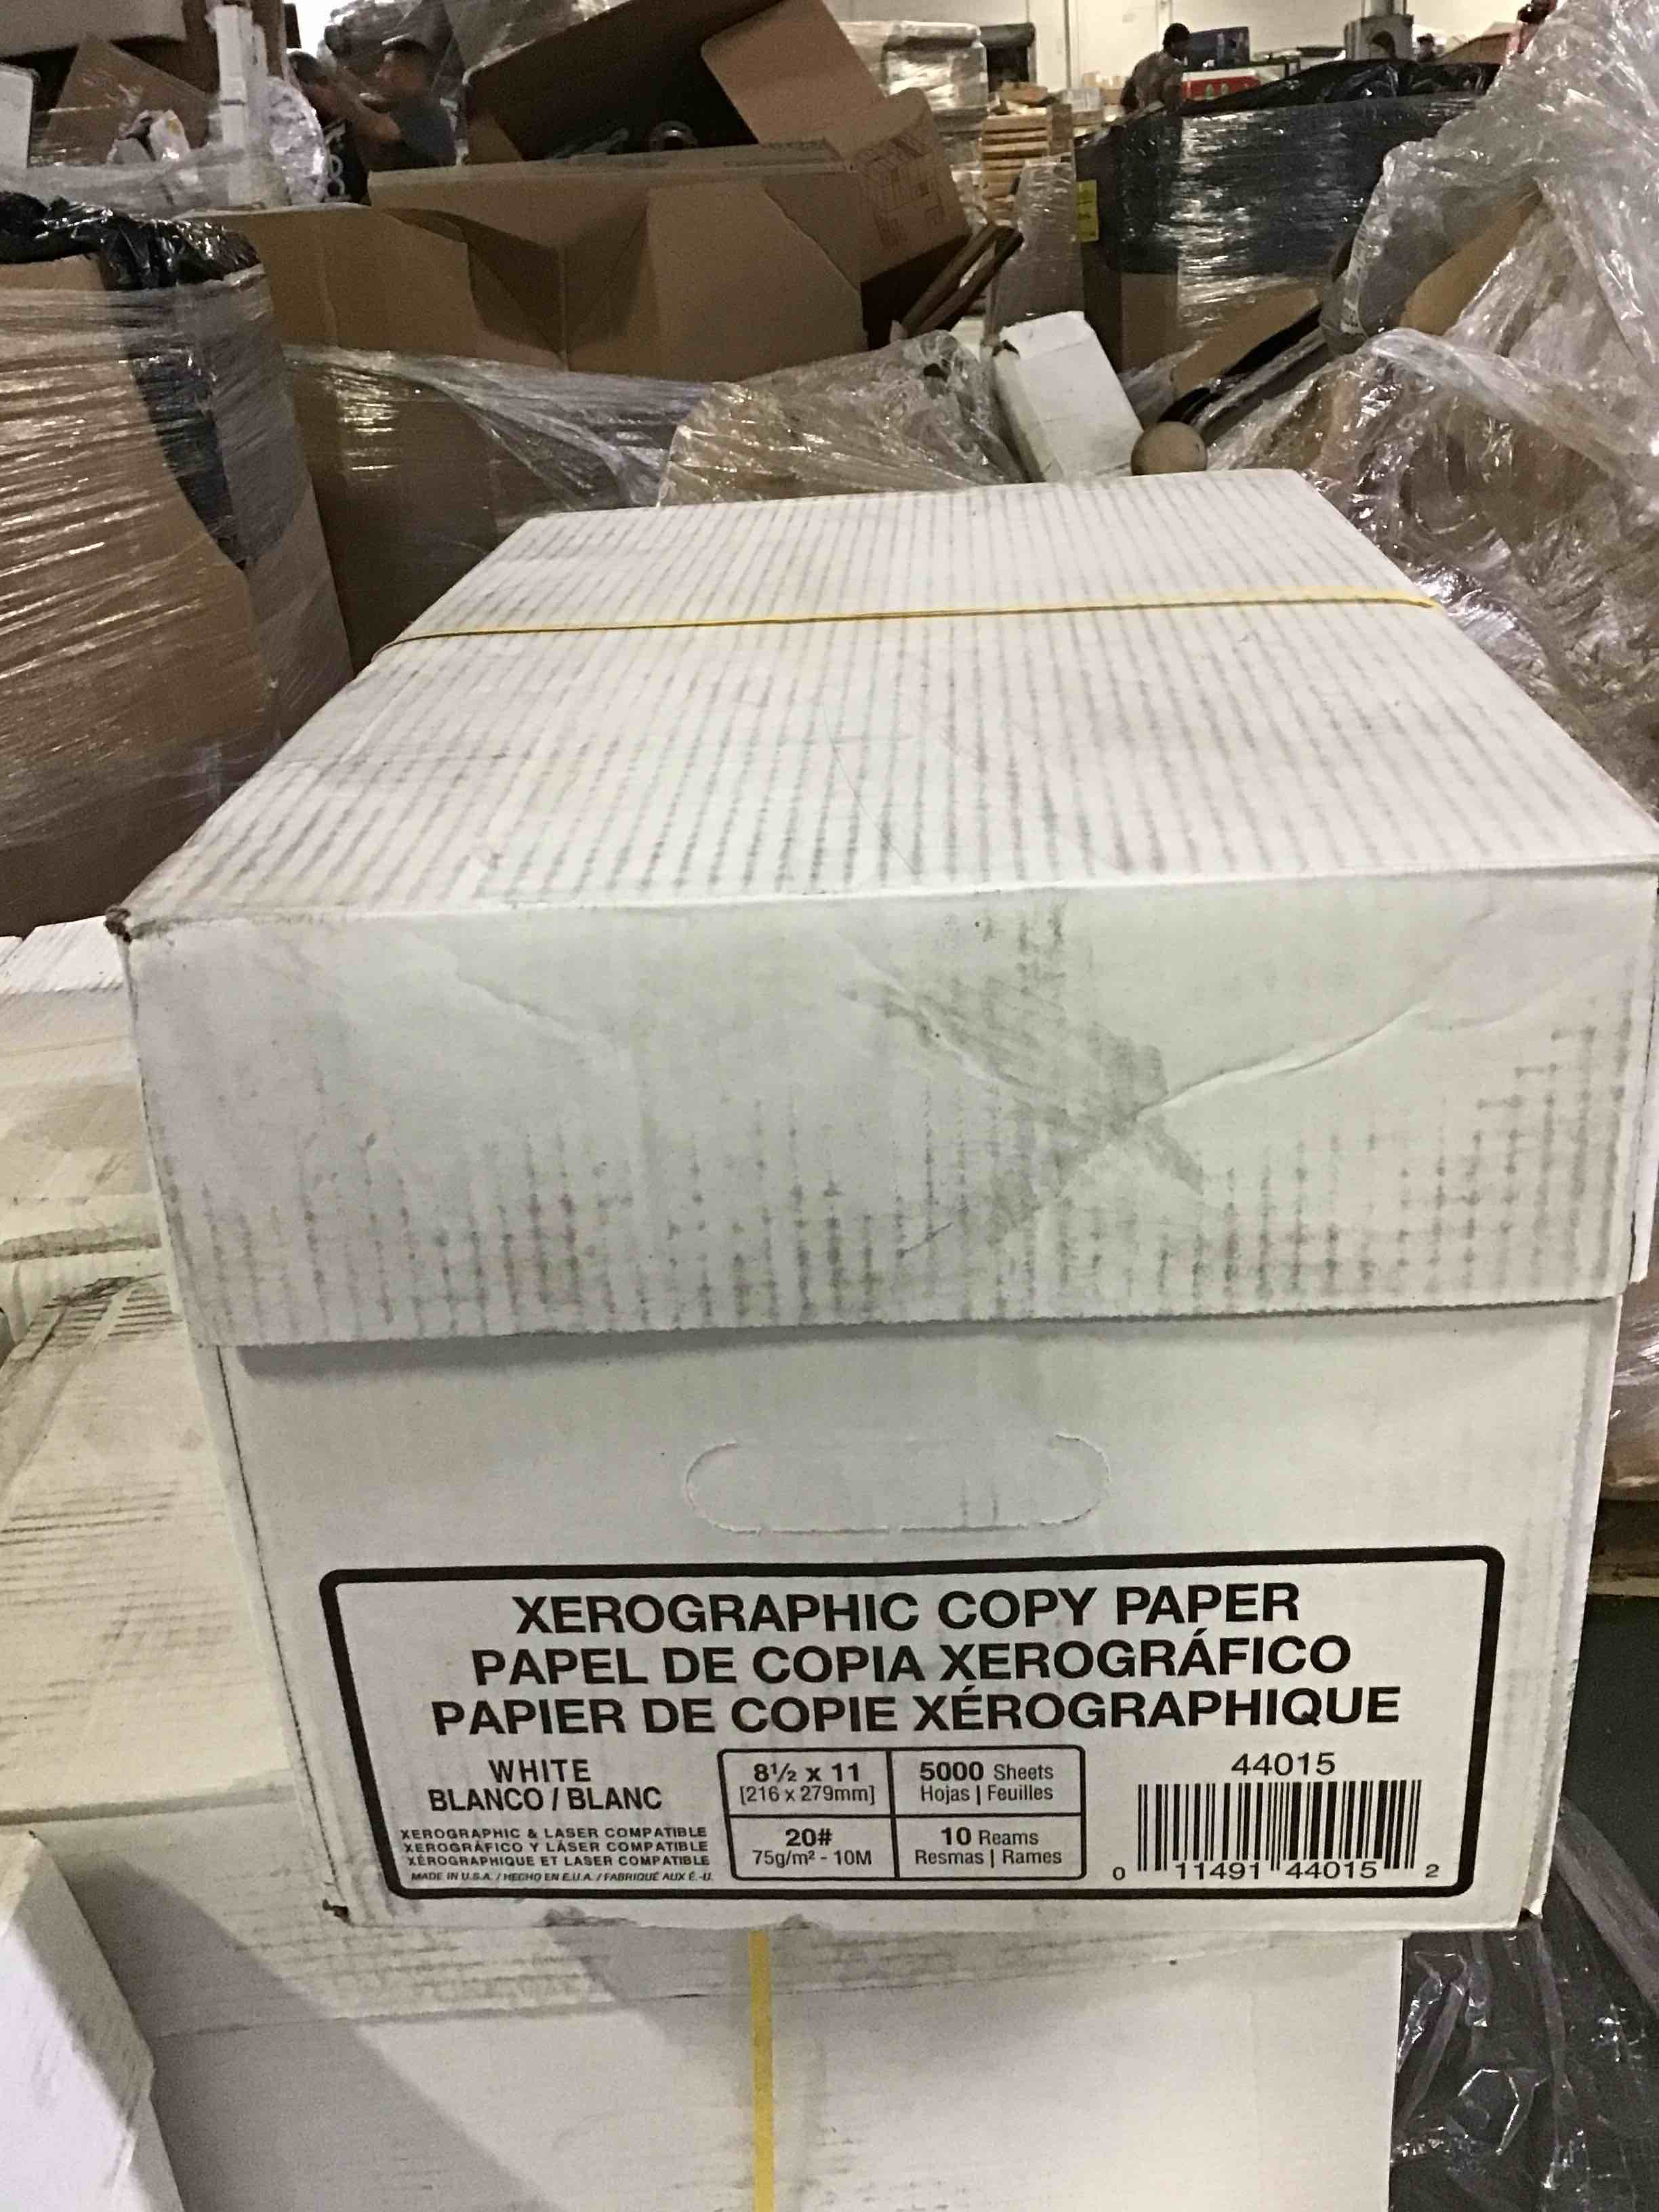 XEROGRAPHIC COPY PAPER
PAPEL DE COPIA XEROGRÁFICO
PAPIER DE COPIE XÉROGRAPHIQUE
WHITE
BLANCO / BLANC
XEROGRAPHIC & LASER COMPATIBLE
XEROGRÁFICO Y LÁSER COMPATIBLE
XÉROGRAPHIQUE ET LASER COMPATIBLE
MADE IN U.S.A. / HECHO EN E.U.A. / FABRIQUÉ AUX É.-U.
8½ x 11
[216 x 279mm]
5000 Sheets
Hojas | Feuilles
20#
75g/m² - 10M
10 Reams
Resmas | Rames
44015
0 11491 44015 2